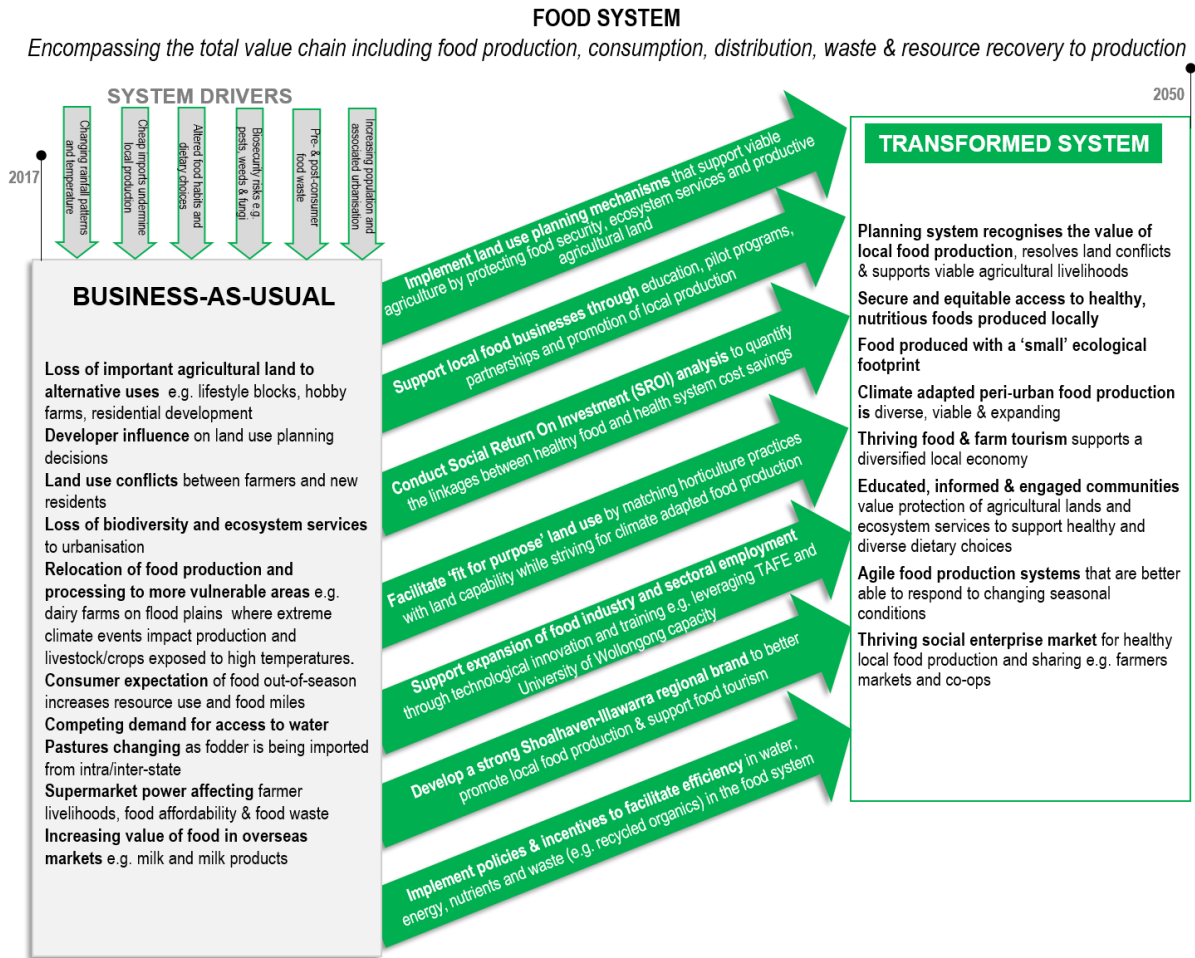 FOOD SYSTEM
Encompassing the total value chain including food production, consumption, distribution, waste & resource recovery to production
SYSTEM DRIVERS
2017
2050
Changing rainfall patterns
and temperature
Cheap imports undermine
local production
Altered food habits and
dietary choices
Biosecurity risks e.g.
pests, weeds & fungi
Pre- & post-consumer
food waste
Increasing population and
associated urbanisation
BUSINESS-AS-USUAL
Loss of important agricultural land to
alternative uses e.g. lifestyle blocks, hobby
farms, residential development
Developer influence on land use planning
decisions
Land use conflicts between farmers and new
residents
Loss of biodiversity and ecosystem services
to urbanisation
Relocation of food production and
processing to more vulnerable areas e.g.
dairy farms on flood plains where extreme
climate events impact production and
livestock/crops exposed to high temperatures.
Consumer expectation of food out-of-season
increases resource use and food miles
Competing demand for access to water
Pastures changing as fodder is being imported
from intra/inter-state
Supermarket power affecting farmer
livelihoods, food affordability & food waste
Increasing value of food in overseas
markets e.g. milk and milk products
Implement land use planning mechanisms that support viable
agriculture by protecting food security, ecosystem services and productive
agricultural land
Support local food businesses through education, pilot programs,
partnerships and promotion of local production
Conduct Social Return On Investment (SROI) analysis to quantify
the linkages between healthy food and health system cost savings
Facilitate ‘fit for purpose’ land use by matching horticulture practices
with land capability while striving for climate adapted food production
Support expansion of food industry and sectoral employment
through technological innovation and training e.g. leveraging TAFE and
University of Wollongong capacity
Develop a strong Shoalhaven-Illawarra regional brand to better
promote local food production & support food tourism
Implement policies & incentives to facilitate efficiency in water,
energy, nutrients and waste (e.g. recycled organics) in the food system
TRANSFORMED SYSTEM
Planning system recognises the value of
local food production, resolves land conflicts
& supports viable agricultural livelihoods
Secure and equitable access to healthy,
nutritious foods produced locally
Food produced with a ‘small’ ecological
footprint
Climate adapted peri-urban food production
is diverse, viable & expanding
Thriving food & farm tourism supports a
diversified local economy
Educated, informed & engaged communities
value protection of agricultural lands and
ecosystem services to support healthy and
diverse dietary choices
Agile food production systems that are better
able to respond to changing seasonal
conditions
Thriving social enterprise market for healthy
local food production and sharing e.g. farmers
markets and co-ops